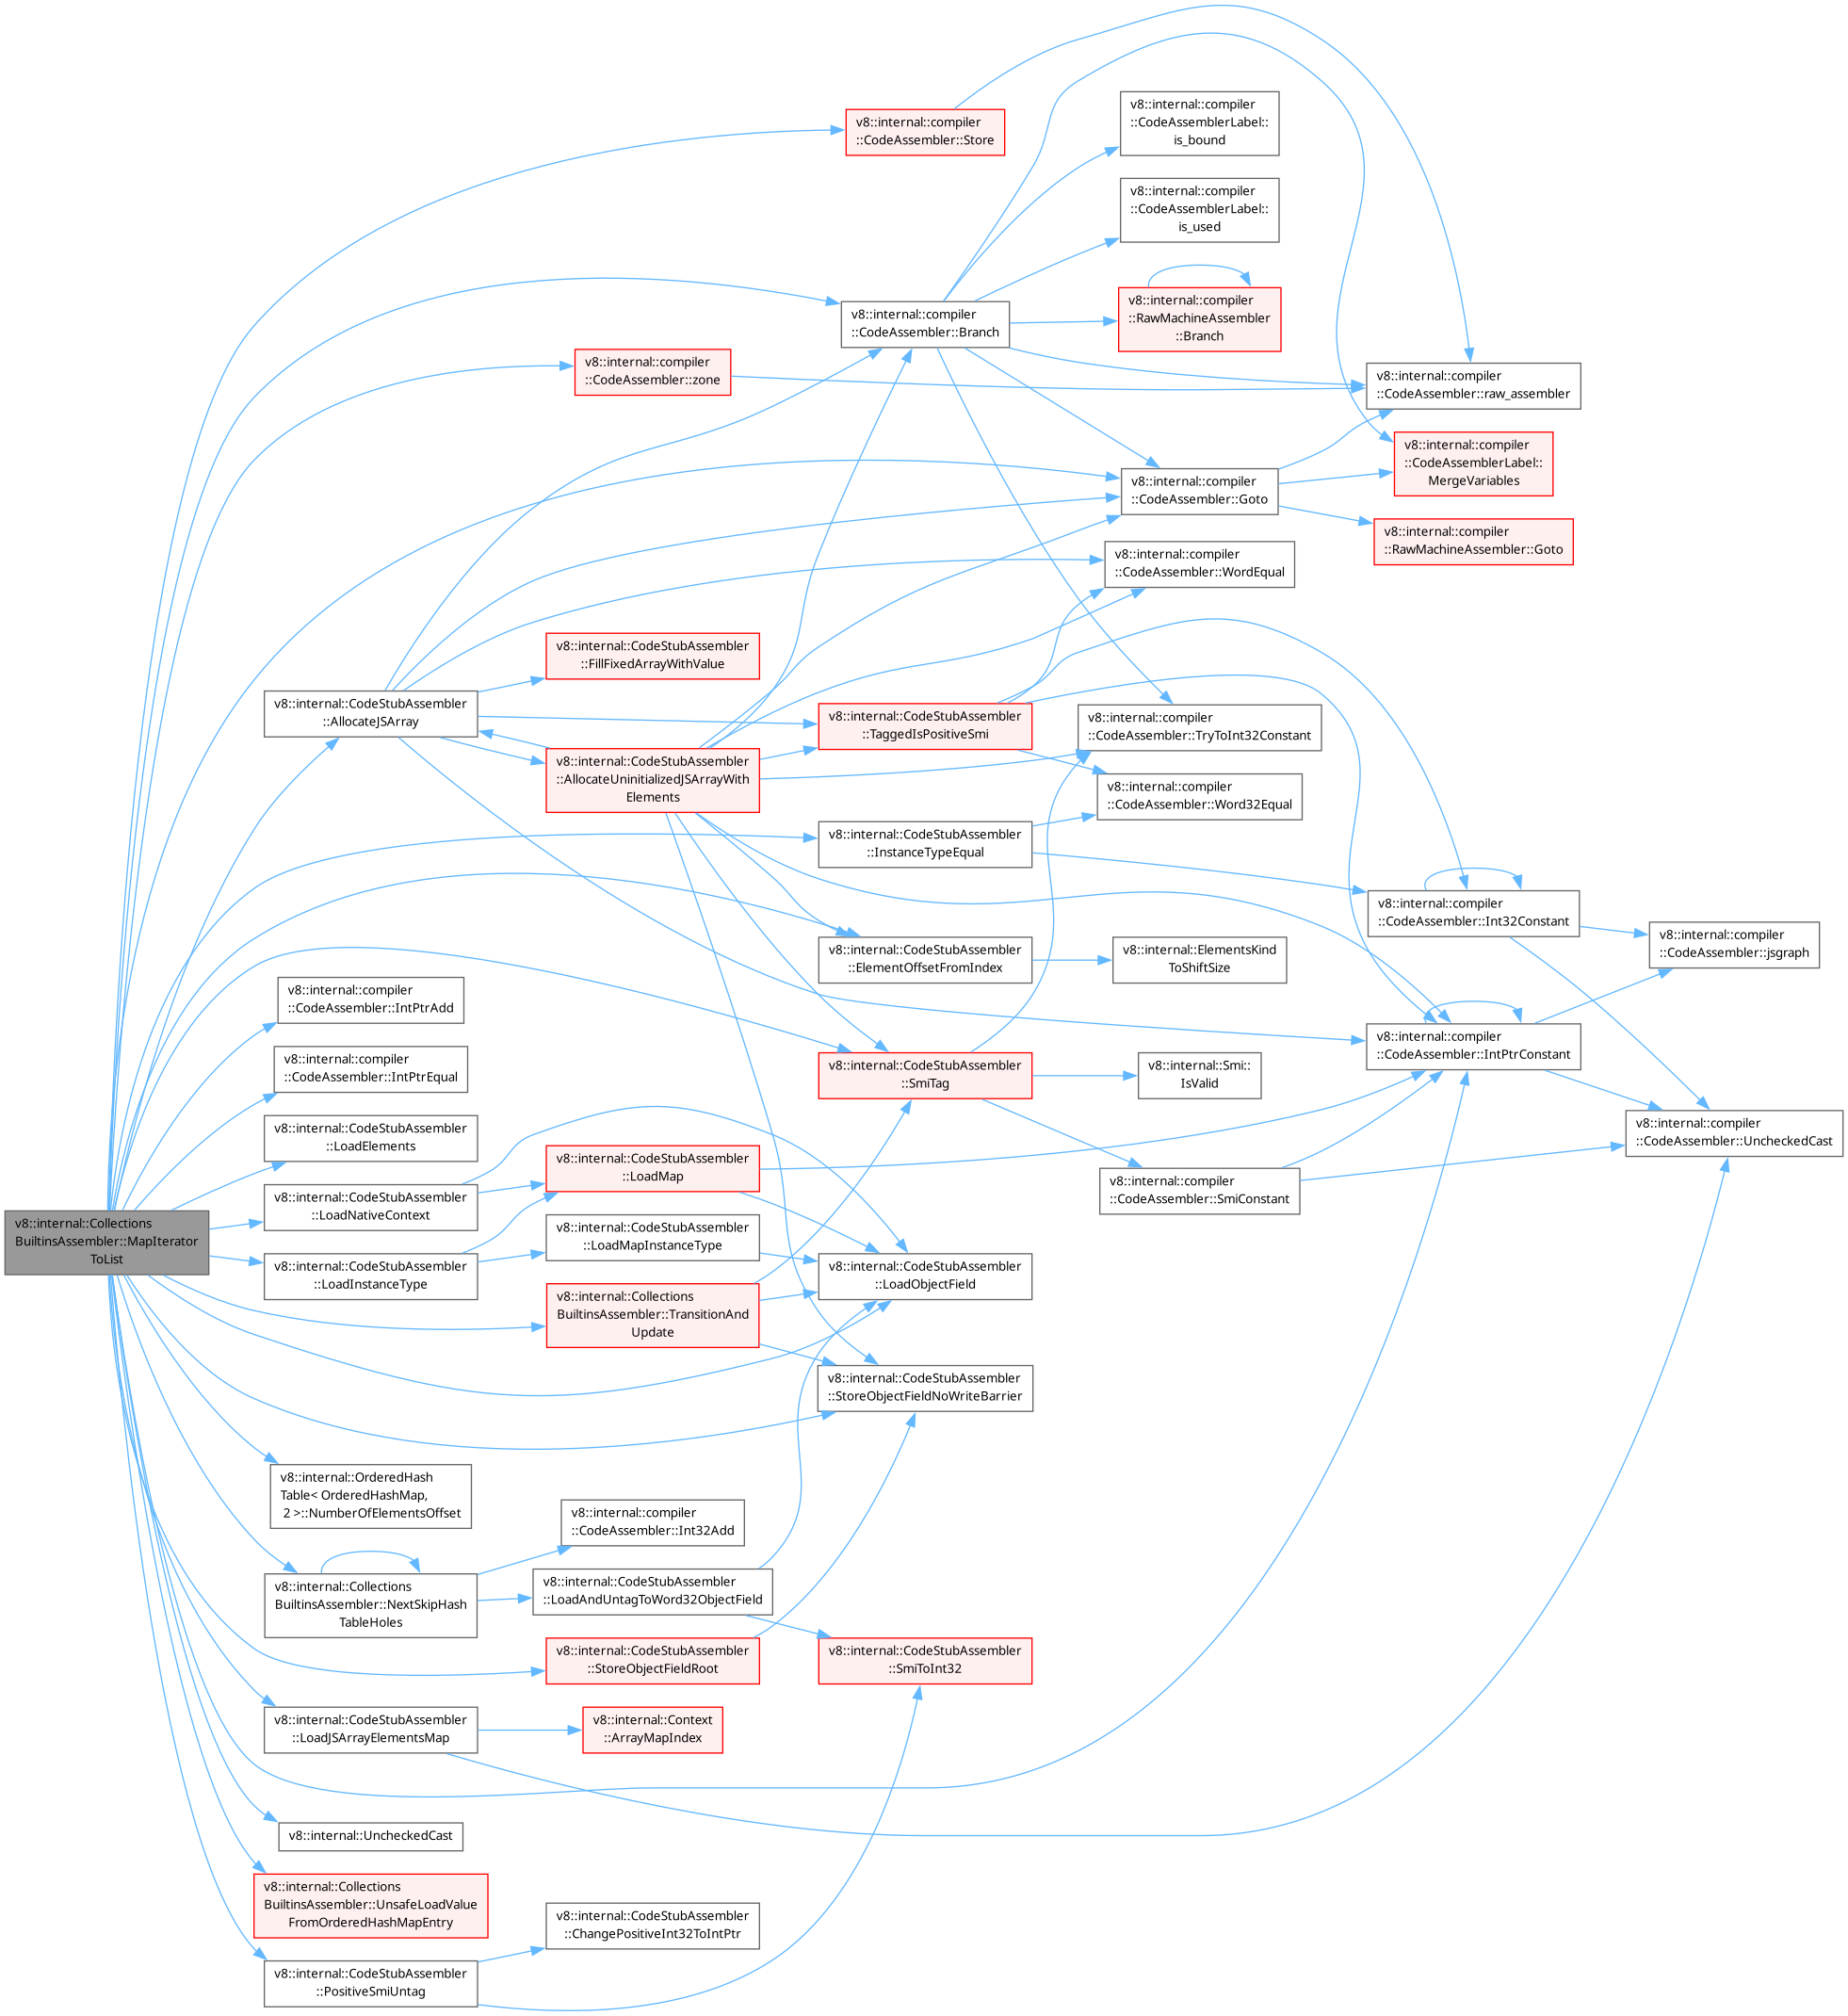 v8::internal::compiler
::CodeAssembler::Store
v8::internal::compiler
::CodeAssemblerLabel::
is_bound
v8::internal::compiler
::CodeAssemblerLabel::
is_used
v8::internal::compiler
::CodeAssembler::Branch
v8::internal::compiler
::RawMachineAssembler
::Branch
v8::internal::compiler
::CodeAssembler::zone
v8::internal::compiler
::CodeAssembler::raw_assembler
v8::internal::compiler
::CodeAssemblerLabel::
MergeVariables
v8::internal::compiler
::CodeAssembler::Goto
v8::internal::compiler
::RawMachineAssembler::Goto
v8::internal::compiler
::CodeAssembler::WordEqual
v8::internal::CodeStubAssembler
::FillFixedArrayWithValue
v8::internal::CodeStubAssembler
::AllocateJSArray
v8::internal::CodeStubAssembler
::TaggedIsPositiveSmi
v8::internal::compiler
::CodeAssembler::TryToInt32Constant
v8::internal::CodeStubAssembler
::AllocateUninitializedJSArrayWith
Elements
v8::internal::compiler
::CodeAssembler::Word32Equal
v8::internal::CodeStubAssembler
::InstanceTypeEqual
v8::internal::compiler
::CodeAssembler::Int32Constant
v8::internal::CodeStubAssembler
::ElementOffsetFromIndex
v8::internal::ElementsKind
ToShiftSize
v8::internal::compiler
::CodeAssembler::jsgraph
v8::internal::compiler
::CodeAssembler::IntPtrAdd
v8::internal::compiler
::CodeAssembler::IntPtrConstant
v8::internal::compiler
::CodeAssembler::IntPtrEqual
v8::internal::CodeStubAssembler
::SmiTag
v8::internal::Smi::
IsValid
v8::internal::compiler
::CodeAssembler::UncheckedCast
v8::internal::CodeStubAssembler
::LoadElements
v8::internal::CodeStubAssembler
::LoadMap
v8::internal::compiler
::CodeAssembler::SmiConstant
v8::internal::CodeStubAssembler
::LoadNativeContext
v8::internal::Collections
BuiltinsAssembler::MapIterator
ToList
v8::internal::CodeStubAssembler
::LoadMapInstanceType
v8::internal::CodeStubAssembler
::LoadInstanceType
v8::internal::CodeStubAssembler
::LoadObjectField
v8::internal::Collections
BuiltinsAssembler::TransitionAnd
Update
v8::internal::CodeStubAssembler
::StoreObjectFieldNoWriteBarrier
v8::internal::OrderedHash
Table< OrderedHashMap,
2 >::NumberOfElementsOffset
v8::internal::compiler
::CodeAssembler::Int32Add
v8::internal::Collections
BuiltinsAssembler::NextSkipHash
TableHoles
v8::internal::CodeStubAssembler
::LoadAndUntagToWord32ObjectField
v8::internal::CodeStubAssembler
::StoreObjectFieldRoot
v8::internal::CodeStubAssembler
::SmiToInt32
v8::internal::CodeStubAssembler
::LoadJSArrayElementsMap
v8::internal::Context
::ArrayMapIndex
v8::internal::UncheckedCast
v8::internal::Collections
BuiltinsAssembler::UnsafeLoadValue
FromOrderedHashMapEntry
v8::internal::CodeStubAssembler
::ChangePositiveInt32ToIntPtr
v8::internal::CodeStubAssembler
::PositiveSmiUntag